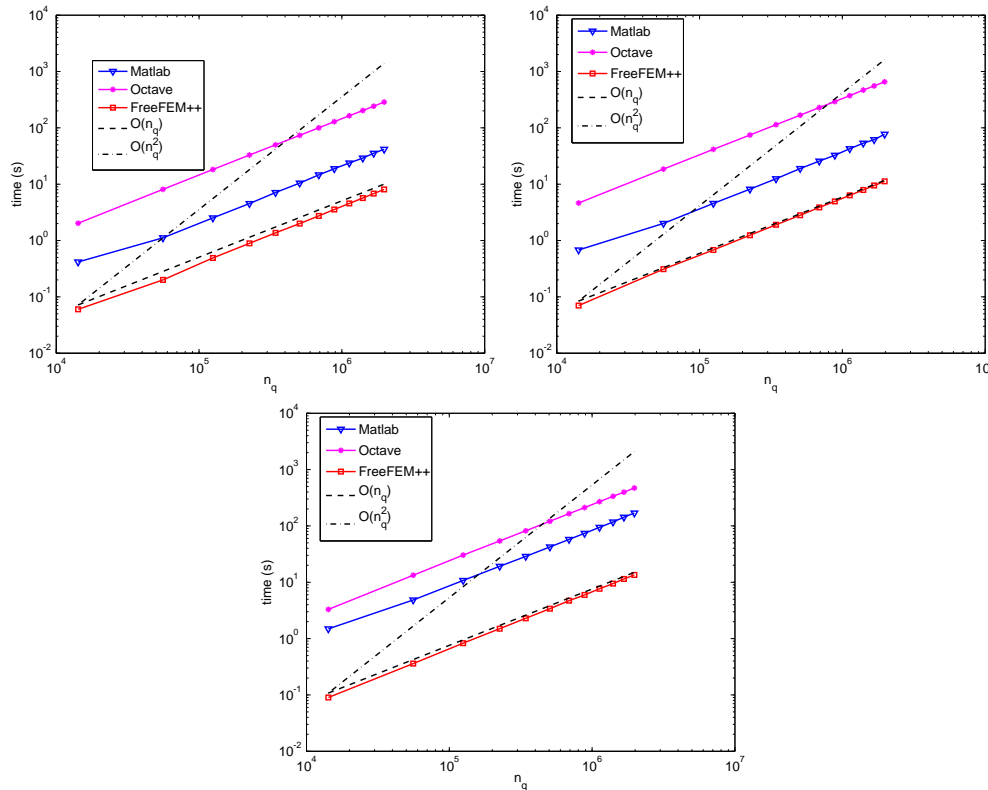 10^4
10^3
10^2
10^1
10^0
10^-1
10^-2
time (s)
Matlab
Octave
FreeFEM++
O(n_q)
O(n_q^2)
10^4
10^5
10^6
10^7
n_q
10^4
10^3
10^2
10^1
10^0
10^-1
10^-2
time (s)
Matlab
Octave
FreeFEM++
O(n_q)
O(n_q^2)
10^4
10^5
10^6
10
n_q
10^4
10^3
10^2
10^1
10^0
10^-1
10^-2
time (s)
Matlab
Octave
FreeFEM++
O(n_q)
O(n_q^2)
10^4
10^5
10^6
10^7
n_q